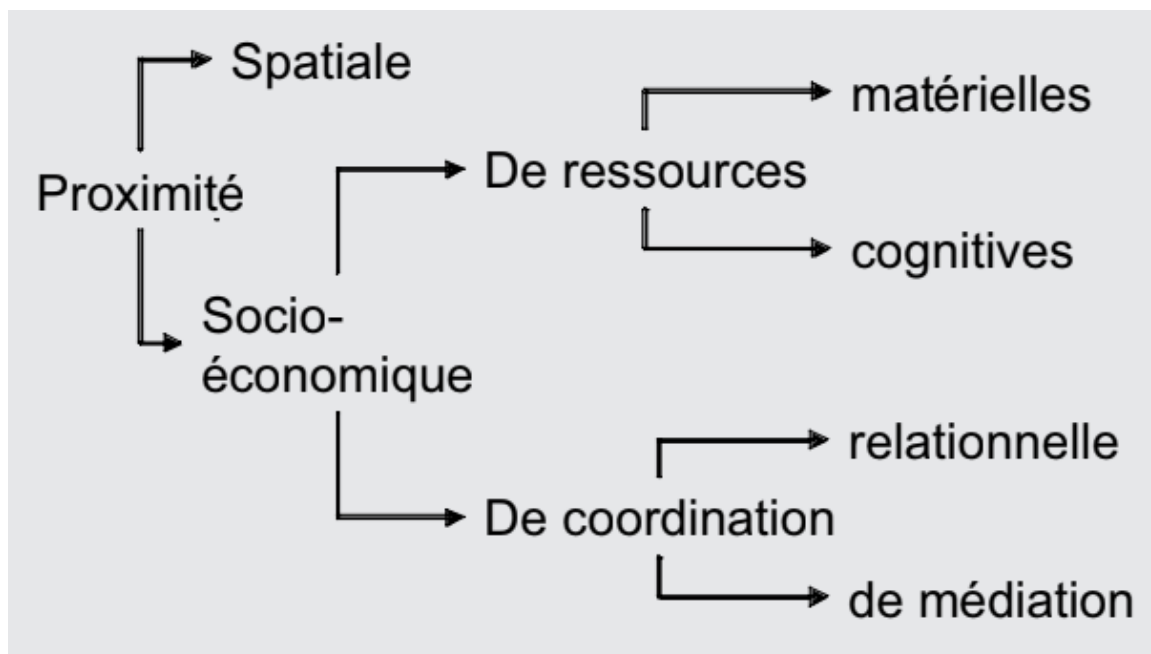 Spatiale
matérielles
De ressources
Proximité
cognitives
Socio-
économique
relationnelle
De coordination
de médiation